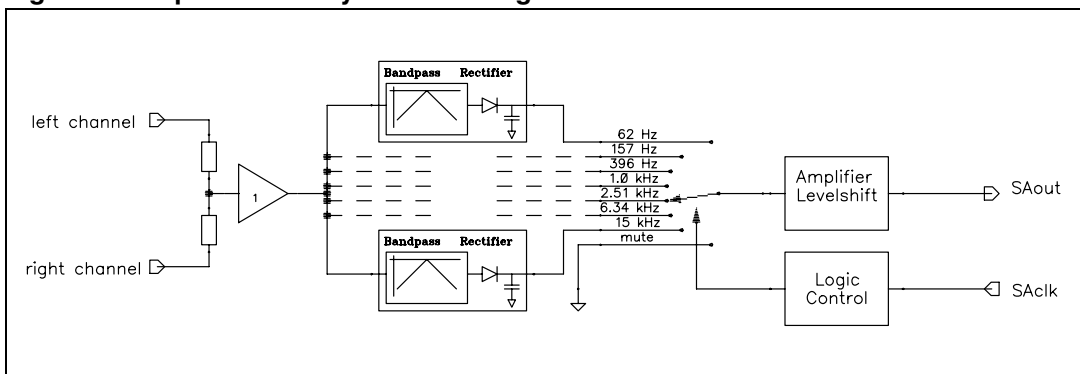 left channel
right channel
1
Bandpass Rectifier
Bandpass Rectifier
62 Hz
157 Hz
396 Hz
1.0 kHz
2.51 kHz
6.34 kHz
15 kHz
mute
Amplifier
Levelshift
SAout
Logic
Control
SAclk